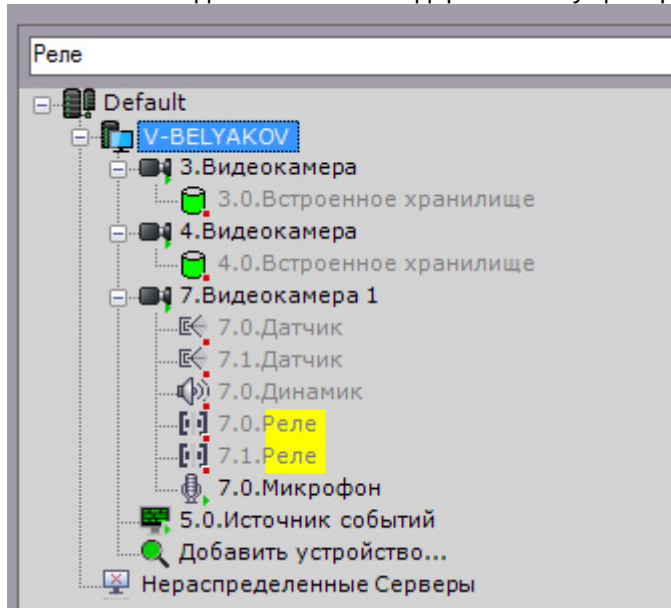 Реле
Default
V-BELYAKOV
3.Видеокамера
3.0.Встроенное хранилище
4.Видеокамера
4.0.Встроенное хранилище
7.Видеокамера 1
7.0.Датчик
7.1.Датчик
7.0.Динамик
7.0.Реле
7.1.Реле
7.0.Микрофон
5.0.Источник событий
Добавить устройство...
Нераспределенные Серверы